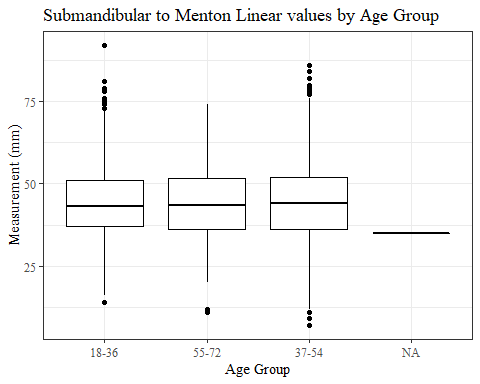 Submandibular to Menton Linear values by Age Group
Measurement (mm)
75
50
25
18-36
55-72
37-54
NA
Age Group